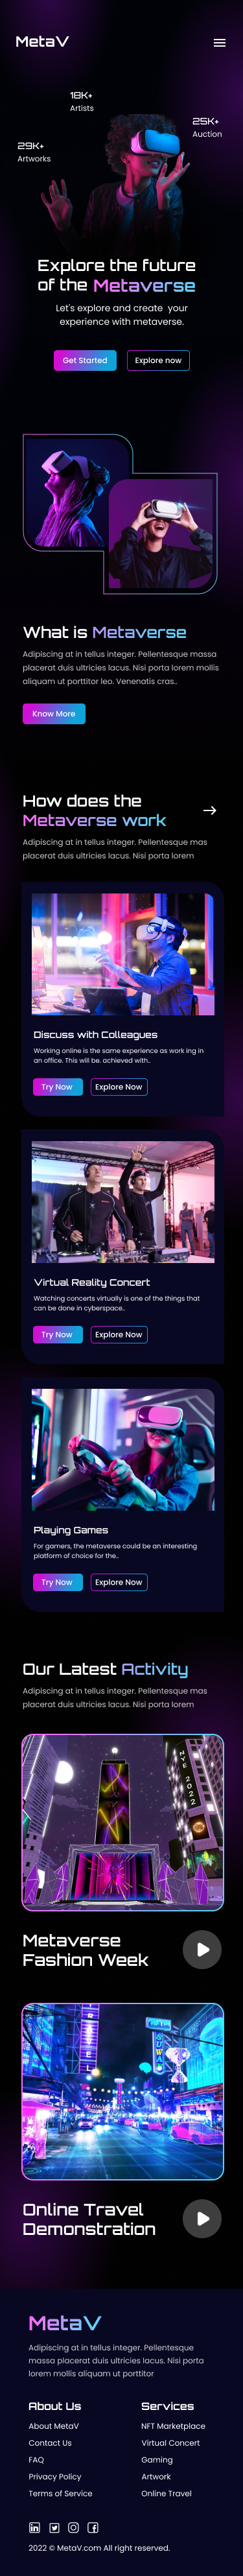 MetaV
18K+
Artists
25K+
Auction
29K+
Artworks
Explore the future
of the Metaverse
Let's explore and create your
experience with metaverse.
Get Started
Explore now
What is Metaverse
Adipiscing at in tellus integer. Pellentesque massa
placerat duis ultricies lacus. Nisi porta lorem mollis
aliquam ut porttitor leo. Venenatis cras..
Know More
How does the
Metaverse work
Adipiscing at in tellus integer. Pellentesque mas
placerat duis ultricies lacus. Nisi porta lorem
Discuss with Colleagues
Working online is the same experience as work ing in
an office. This will be. achieved with..
Try Now
Explore Now
Virtual Reality Concert
Watching concerts virtually is one of the things that
can be done in cyberspace..
Try Now
Explore Now
Playing Games
For gamers, the metaverse could be an interesting
platform of choice for the..
Try Now
Explore Now
Our Latest Activity
Adipiscing at in tellus integer. Pellentesque mas
placerat duis ultricies lacus. Nisi porta lorem
NYE 2022
Metaverse
Fashion Week
Online Travel
Demonstration
MetaV
Adipiscing at in tellus integer. Pellentesque
massa placerat duis ultricies lacus. Nisi porta
lorem mollis aliquam ut porttitor
About Us
Services
About MetaV
NFT Marketplace
Contact Us
Virtual Concert
FAQ
Gaming
Privacy Policy
Artwork
Terms of Service
Online Travel
2022 © MetaV.com All right reserved.